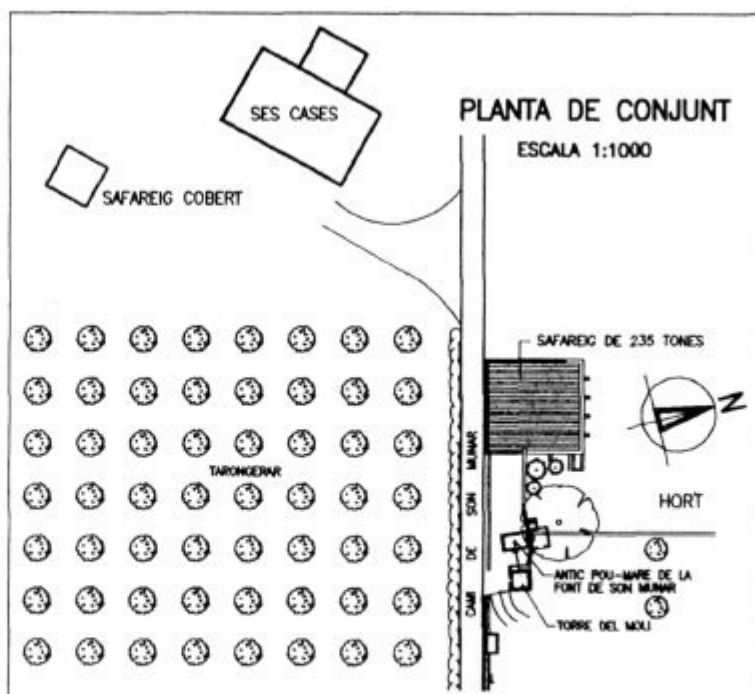 SES CASES
PLANTA DE CONJUNT
ESCALA 1:1000
SAFAREIG COBERT
SAFAREIG DE 235 TONES
N
TARONGERAR
CAMI DE SON MUNAR
HORT
ANTIC POU-MARE DE LA
FONT DE SON MUNAR
TORRE DEL MOLI